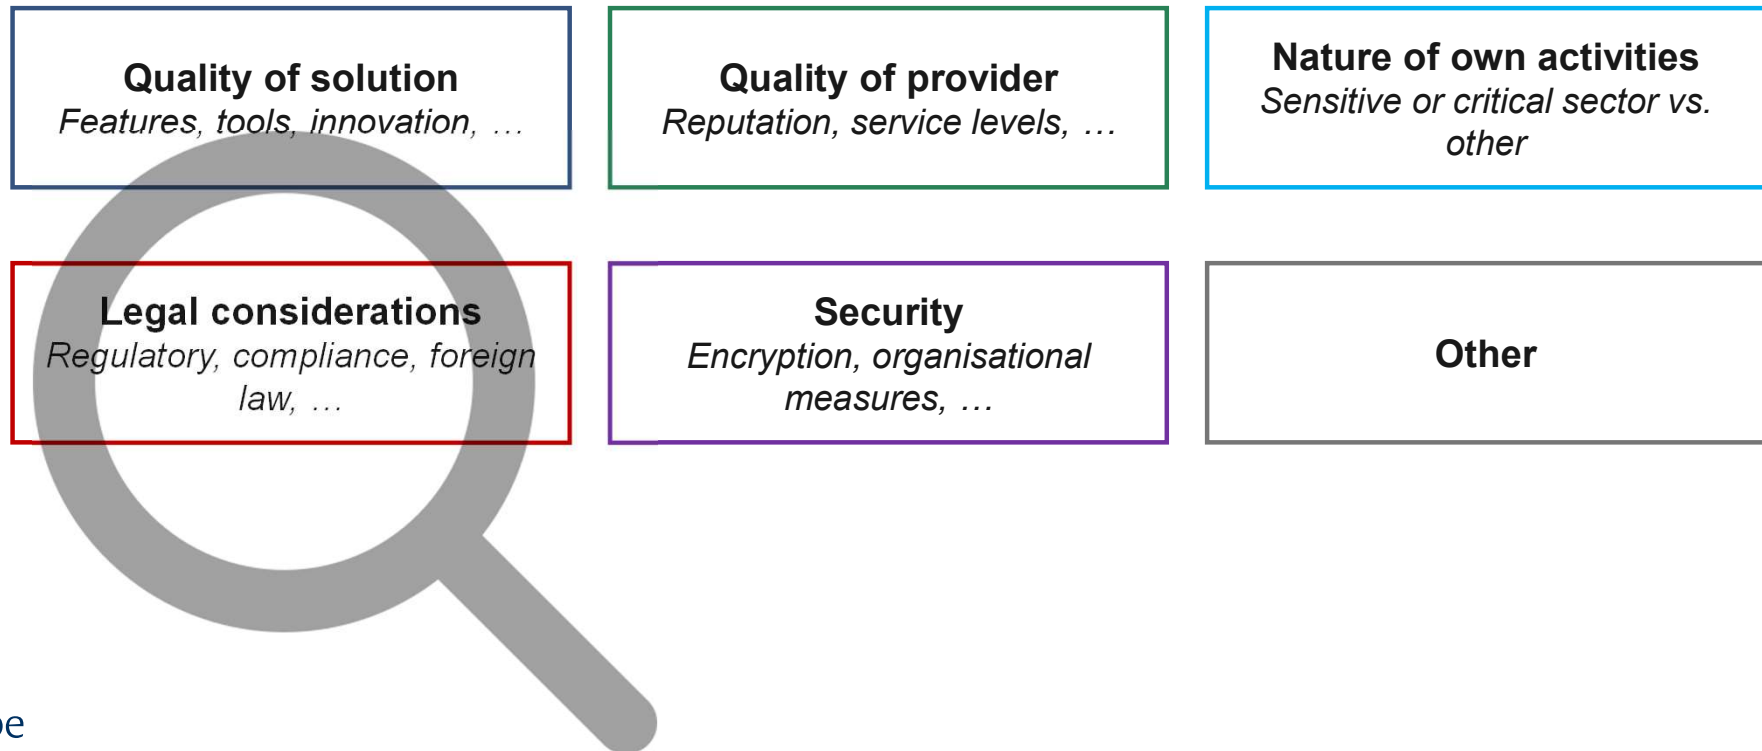 Quality of solution
Features, tools, innovation, …
Quality of provider
Reputation, service levels, …
Nature of own activities
Sensitive or critical sector vs.
other
Legal considerations
Regulatory, compliance, foreign
law, …
Security
Encryption, organisational
measures, …
Other